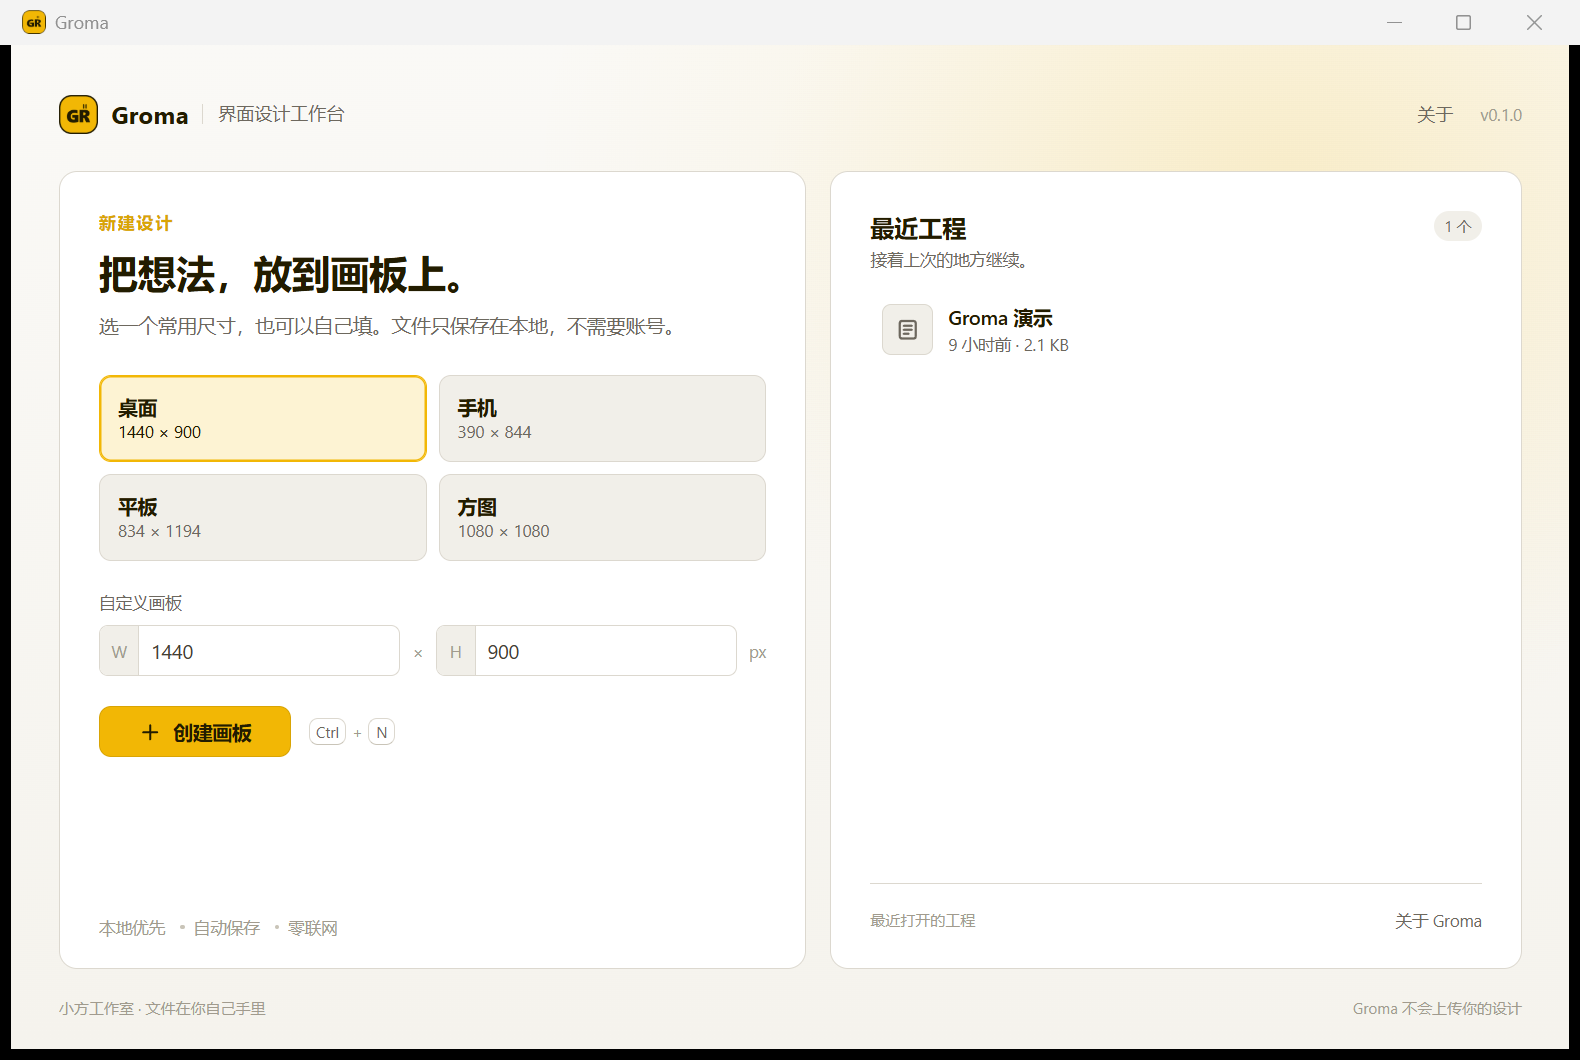 GR Groma
GR Groma 界面设计工作台
关于 v0.1.0
新建设计
把想法，放到画板上。
选一个常用尺寸，也可以自己填。文件只保存在本地，不需要账号。
桌面
1440 × 900
手机
390 × 844
平板
834 × 1194
方图
1080 × 1080
自定义画板
W 1440 × H 900 px
创建画板 Ctrl + N
本地优先 • 自动保存 • 零联网
最近工程 1 个
接着上次的地方继续。
Groma 演示
9 小时前 · 2.1 KB
最近打开的工程 关于 Groma
小方工作室 · 文件在你自己手里
Groma 不会上传你的设计